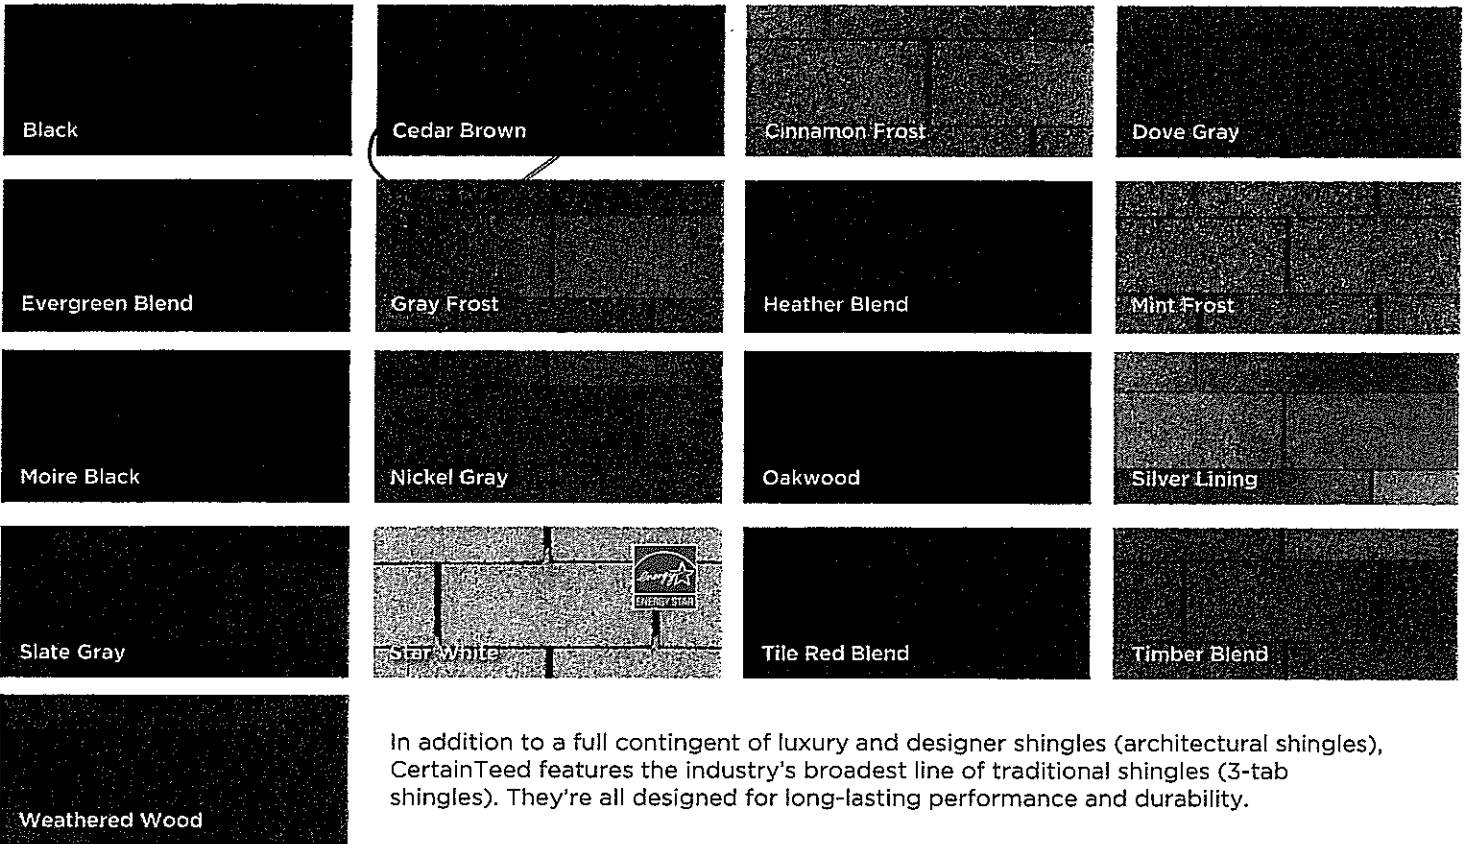 Black
Cedar Brown
Cinnamon Frost
Dove Gray
Evergreen Blend
Gray Frost
Heather Blend
Mint Frost
Moire Black
Nickel Gray
Oakwood
Silver Lining
Slate Gray
energy
ENERGY STAR
Star White
Tile Red Blend
Timber Blend
Weathered Wood
In addition to a full contingent of luxury and designer shingles (architectural shingles),
CertainTeed features the industry's broadest line of traditional shingles (3-tab
shingles). They're all designed for long-lasting performance and durability.